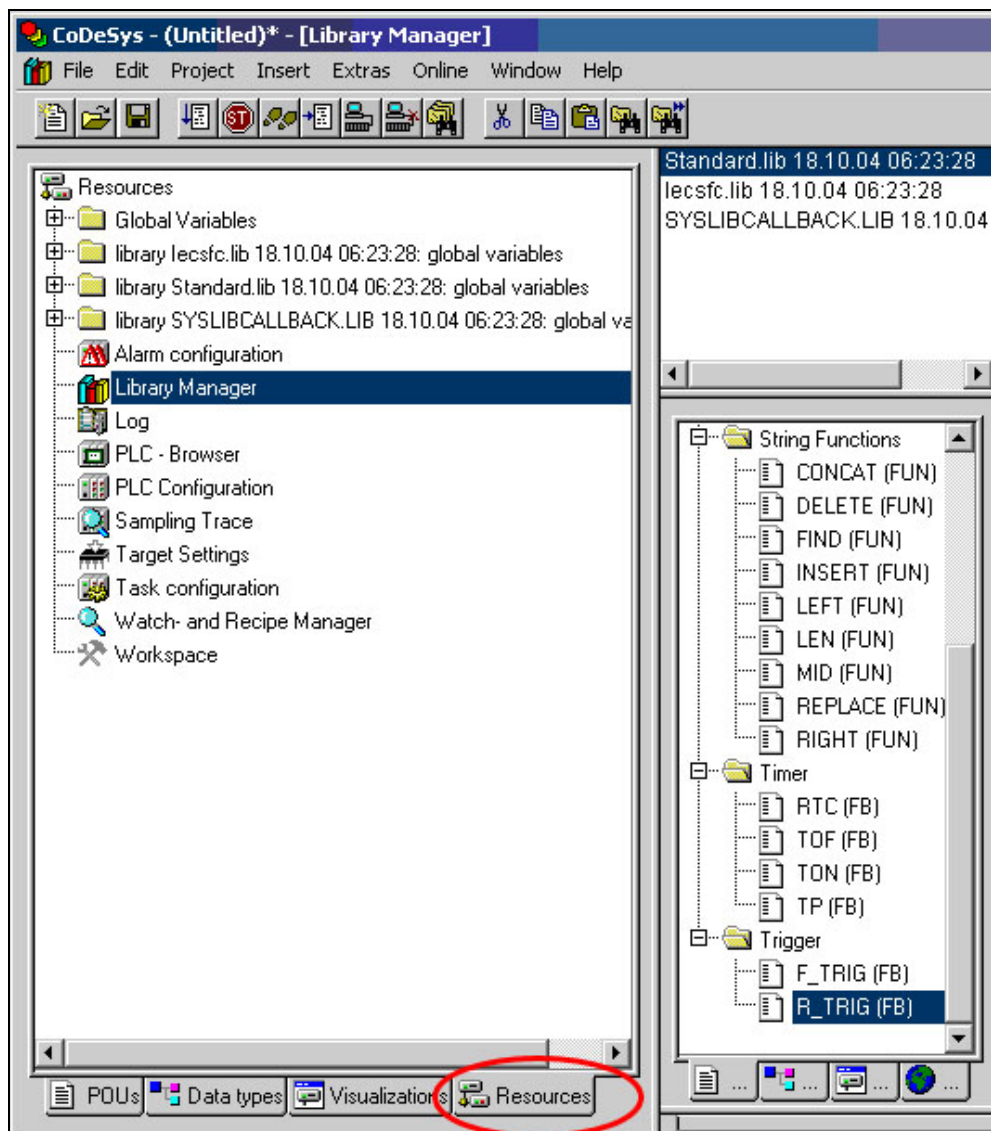 CoDeSys - (Untitled)* - [Library Manager]
File Edit Project Insert Extras Online Window Help
Resources
Global Variables
library Iecsfc.lib 18.10.04 06:23:28: global variables
library Standard.lib 18.10.04 06:23:28: global variables
library SYSLIBCALLBACK.LIB 18.10.04 06:23:28: global va
Alarm configuration
Library Manager
Log
PLC - Browser
PLC Configuration
Sampling Trace
Target Settings
Task configuration
Watch- and Recipe Manager
Workspace
POUs Data types Visualizations Resources
Standard.lib 18.10.04 06:23:28
Iecsfc.lib 18.10.04 06:23:28
SYSLIBCALLBACK.LIB 18.10.04
String Functions
CONCAT (FUN)
DELETE (FUN)
FIND (FUN)
INSERT (FUN)
LEFT (FUN)
LEN (FUN)
MID (FUN)
REPLACE (FUN)
RIGHT (FUN)
Timer
RTC (FB)
TOF (FB)
TON (FB)
TP (FB)
Trigger
F_TRIG (FB)
R_TRIG (FB)
... ... ... ...